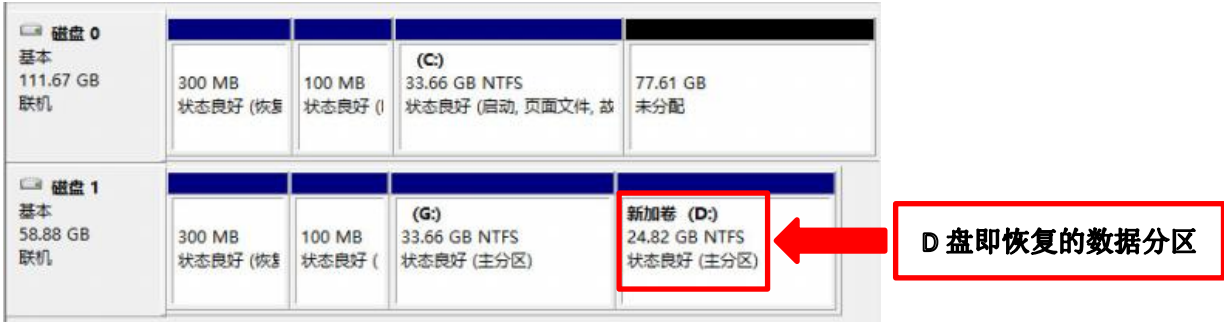 磁盘 0
基本
111.67 GB
联机
300 MB
状态良好 (恢复
100 MB
状态良好 (
(C:)
33.66 GB NTFS
状态良好 (启动, 页面文件, 故
77.61 GB
未分配
磁盘 1
基本
58.88 GB
联机
300 MB
状态良好 (恢复
100 MB
状态良好 (
(G:)
33.66 GB NTFS
状态良好 (主分区)
新加卷 (D:)
24.82 GB NTFS
状态良好 (主分区)
D 盘即恢复的数据分区